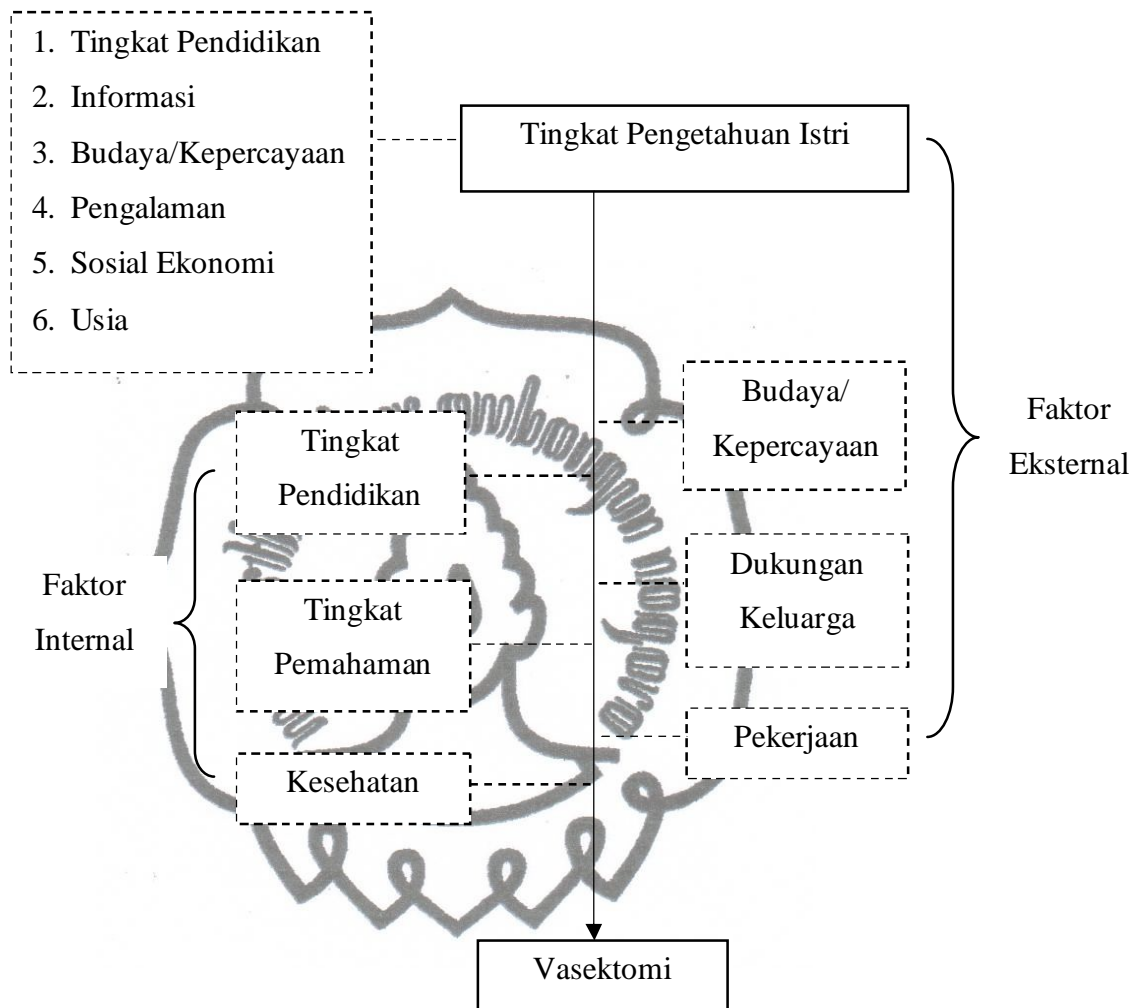 1. Tingkat Pendidikan
2. Informasi
3. Budaya/Kepercayaan
4. Pengalaman
5. Sosial Ekonomi
6. Usia
Tingkat Pengetahuan Istri
Budaya/
Kepercayaan
Faktor
Eksternal
Tingkat
Pendidikan
Dukungan
Keluarga
Faktor
Internal
Tingkat
Pemahaman
Pekerjaan
Kesehatan
Vasektomi